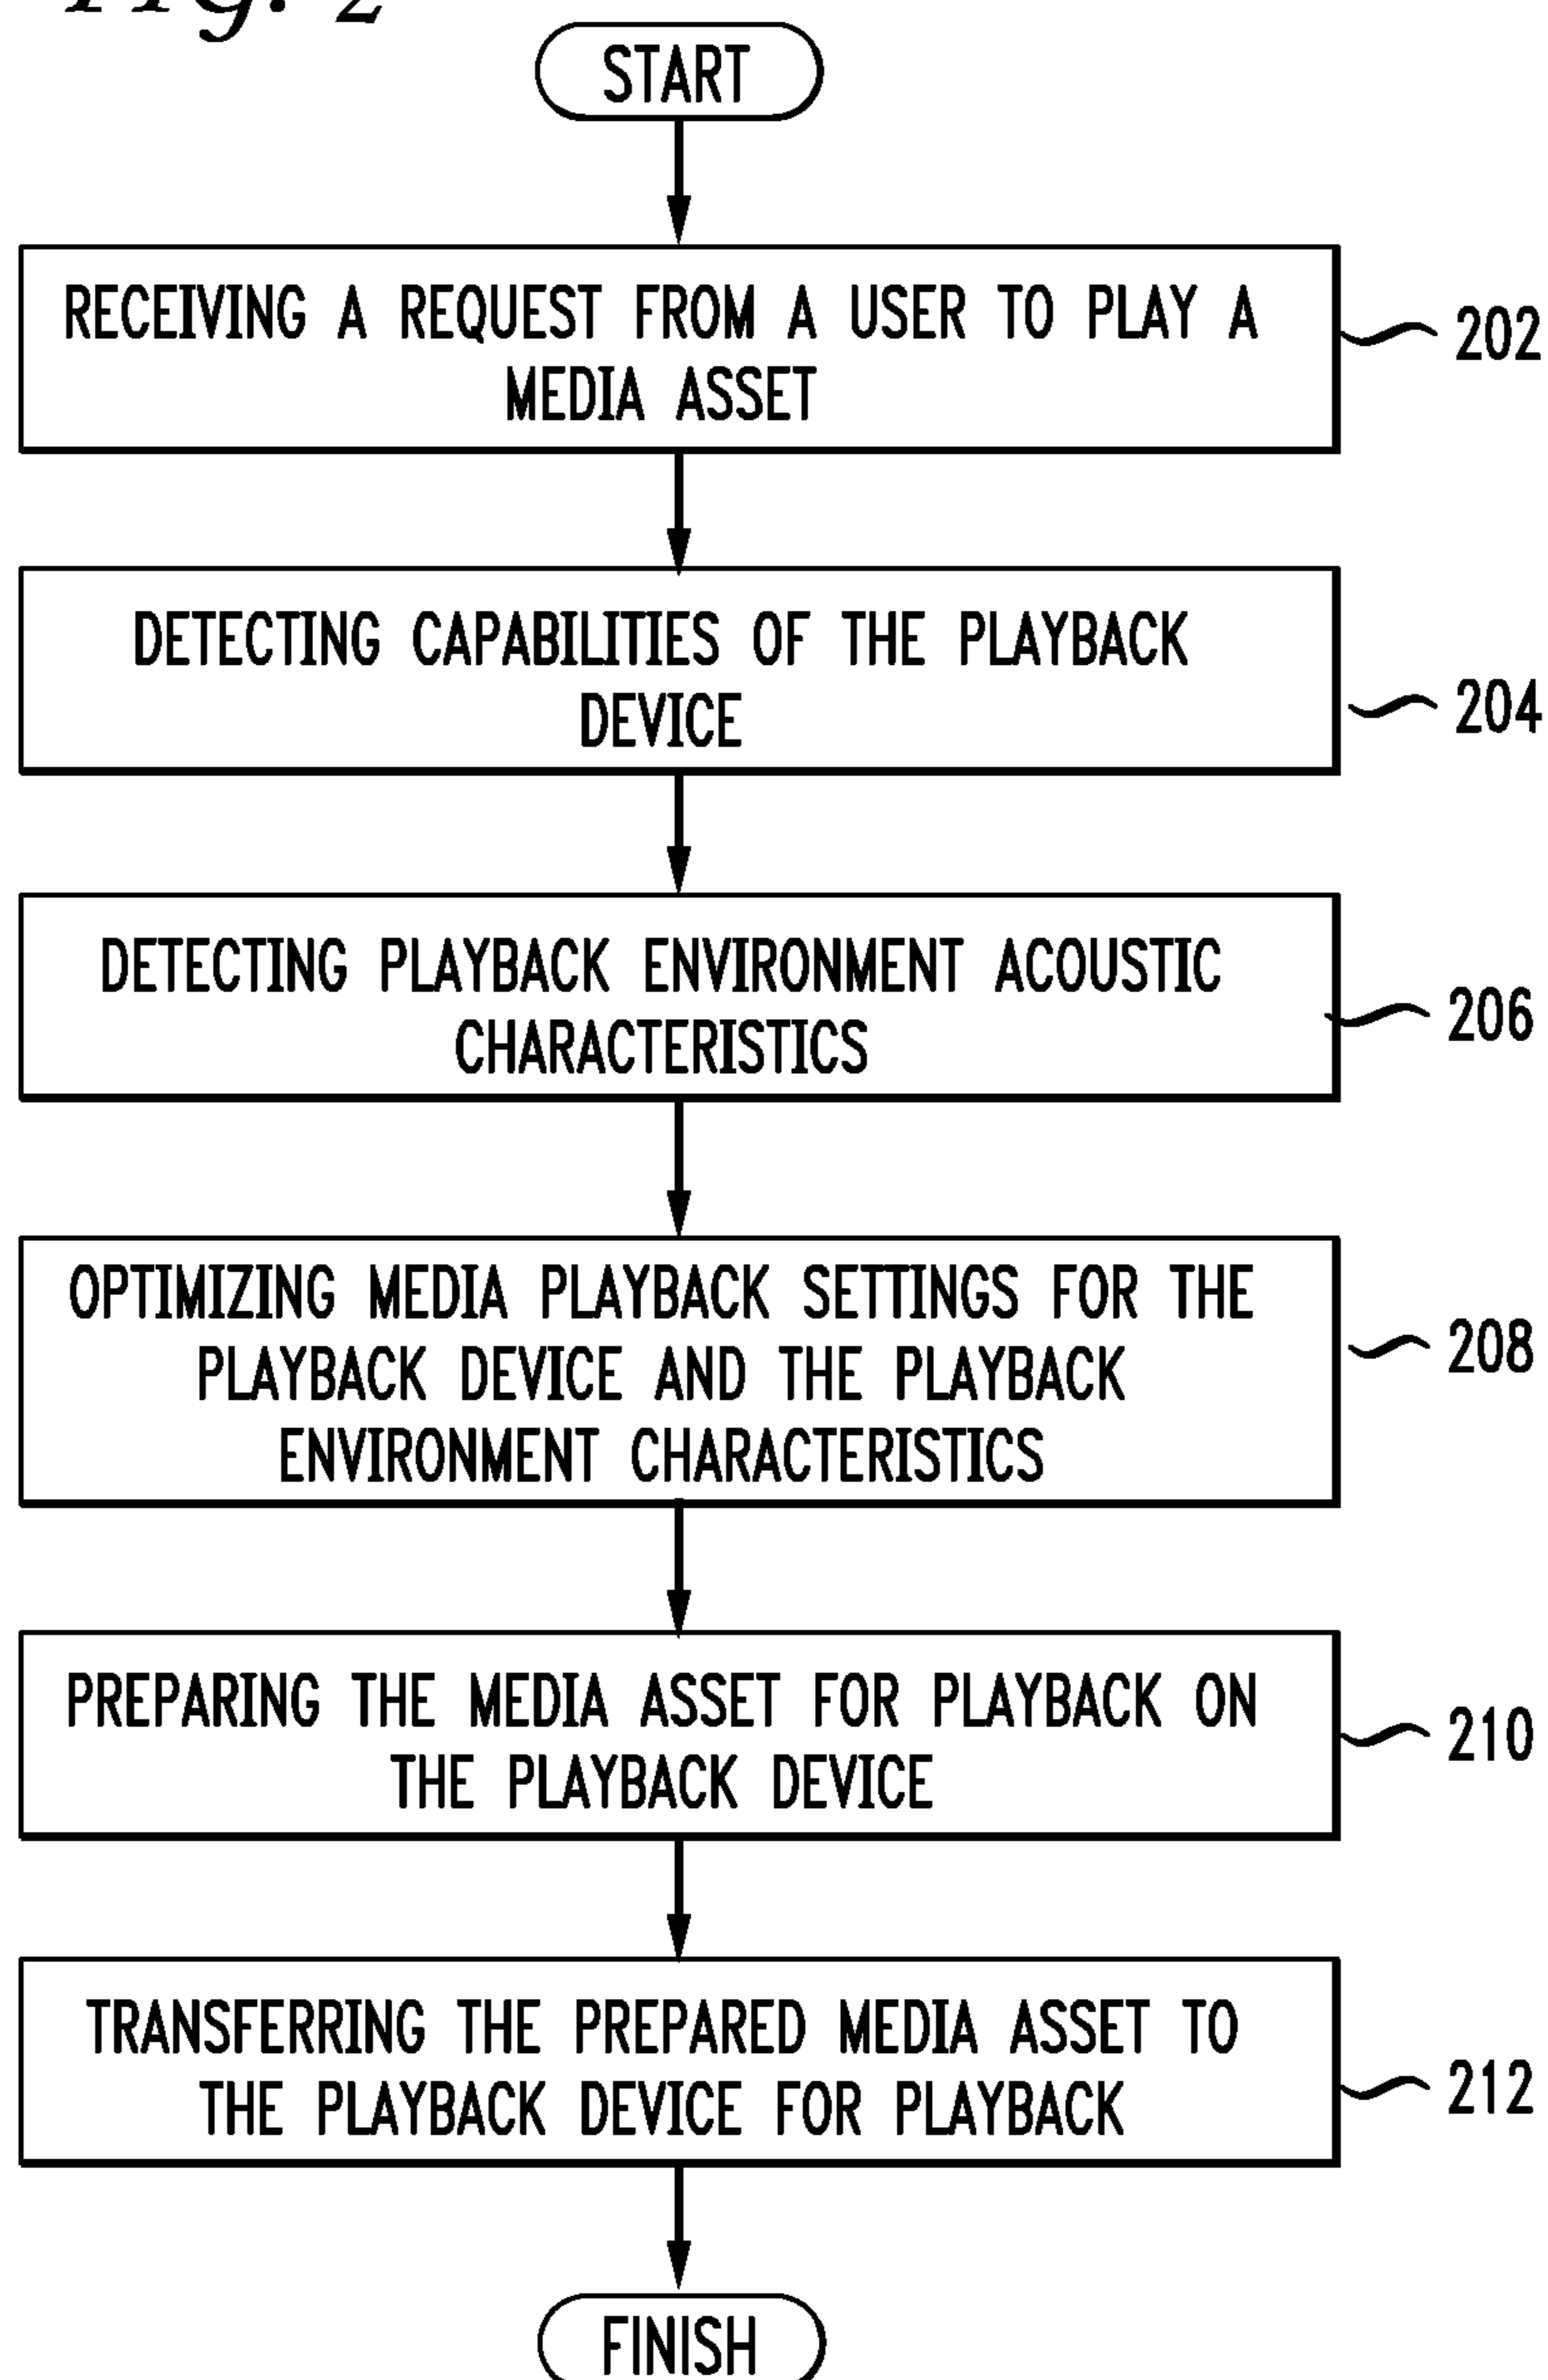 FIG. 2
START
RECEIVING A REQUEST FROM A USER TO PLAY A
MEDIA ASSET
202
DETECTING CAPABILITIES OF THE PLAYBACK
DEVICE
204
DETECTING PLAYBACK ENVIRONMENT ACOUSTIC
CHARACTERISTICS
206
OPTIMIZING MEDIA PLAYBACK SETTINGS FOR THE
PLAYBACK DEVICE AND THE PLAYBACK
ENVIRONMENT CHARACTERISTICS
208
PREPARING THE MEDIA ASSET FOR PLAYBACK ON
THE PLAYBACK DEVICE
210
TRANSFERRING THE PREPARED MEDIA ASSET TO
THE PLAYBACK DEVICE FOR PLAYBACK
212
FINISH